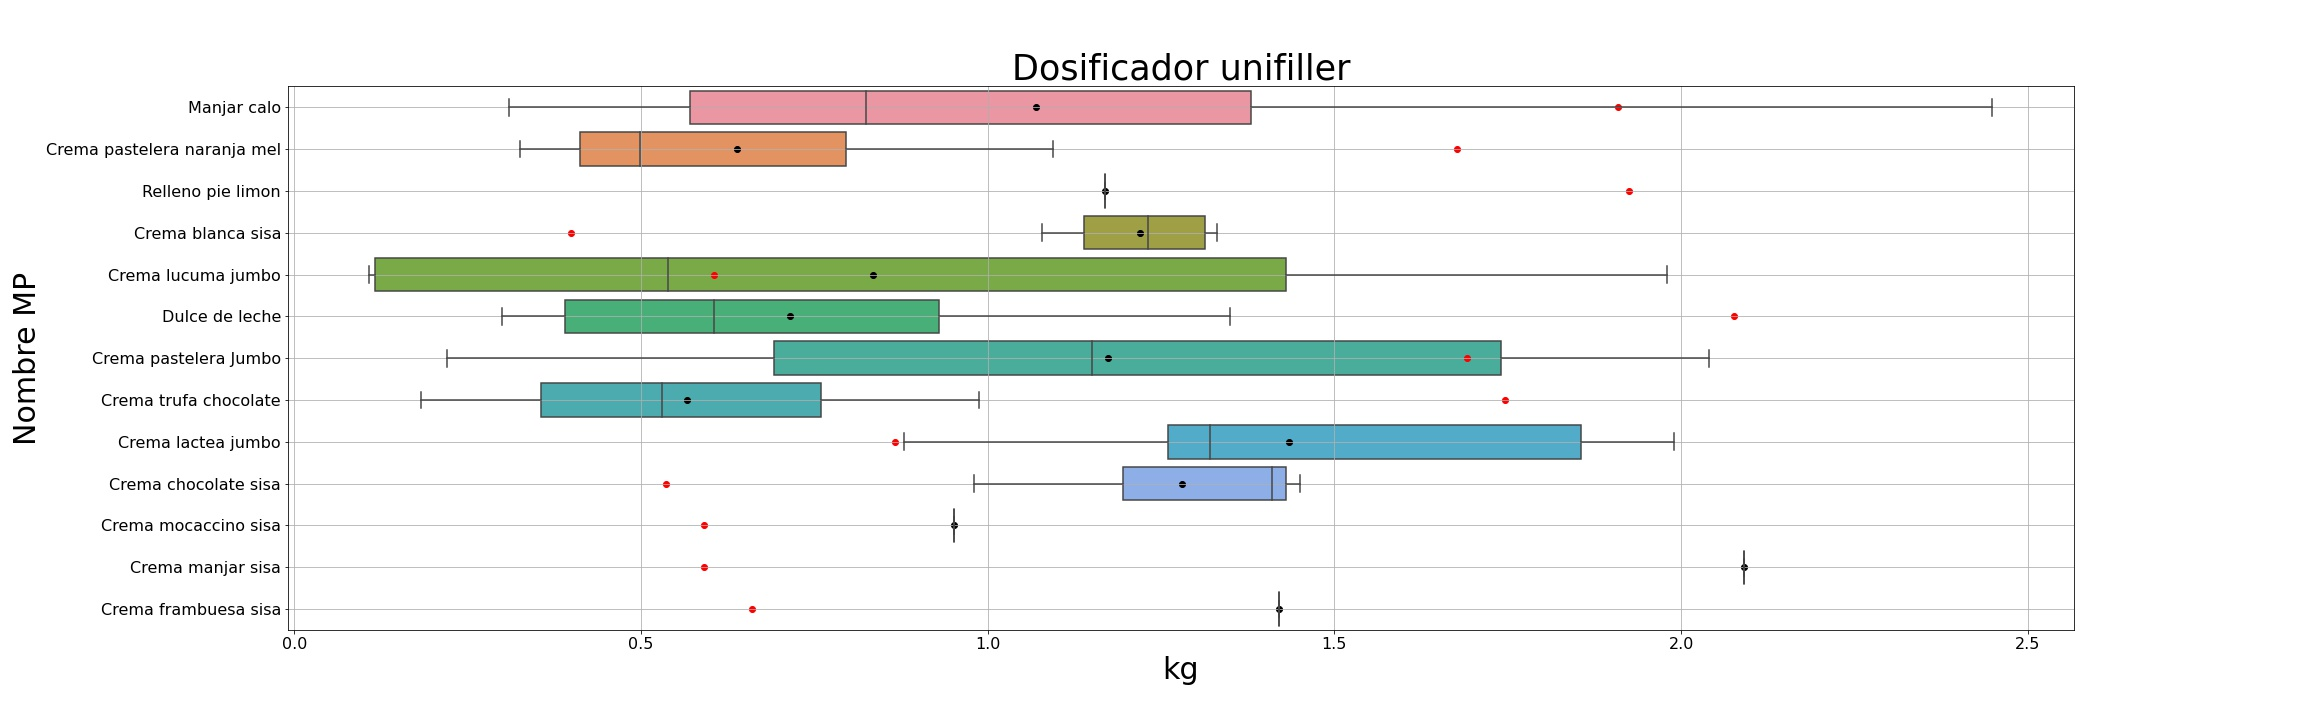 Dosificador unifiller
Nombre MP
Manjar calo
Crema pastelera naranja mel
Relleno pie limon
Crema blanca sisa
Crema lucuma jumbo
Dulce de leche
Crema pastelera Jumbo
Crema trufa chocolate
Crema lactea jumbo
Crema chocolate sisa
Crema mocaccino sisa
Crema manjar sisa
Crema frambuesa sisa
0.0 0.5 1.0 1.5 2.0 2.5
kg